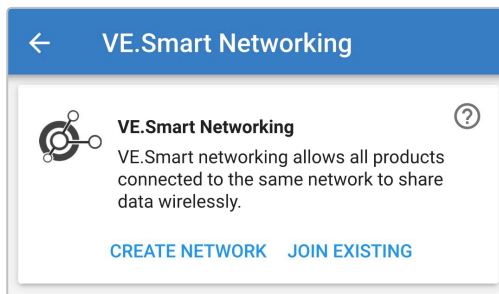 VE.Smart Networking
VE.Smart Networking
VE.Smart networking allows all products
connected to the same network to share
data wirelessly.
CREATE NETWORK JOIN EXISTING